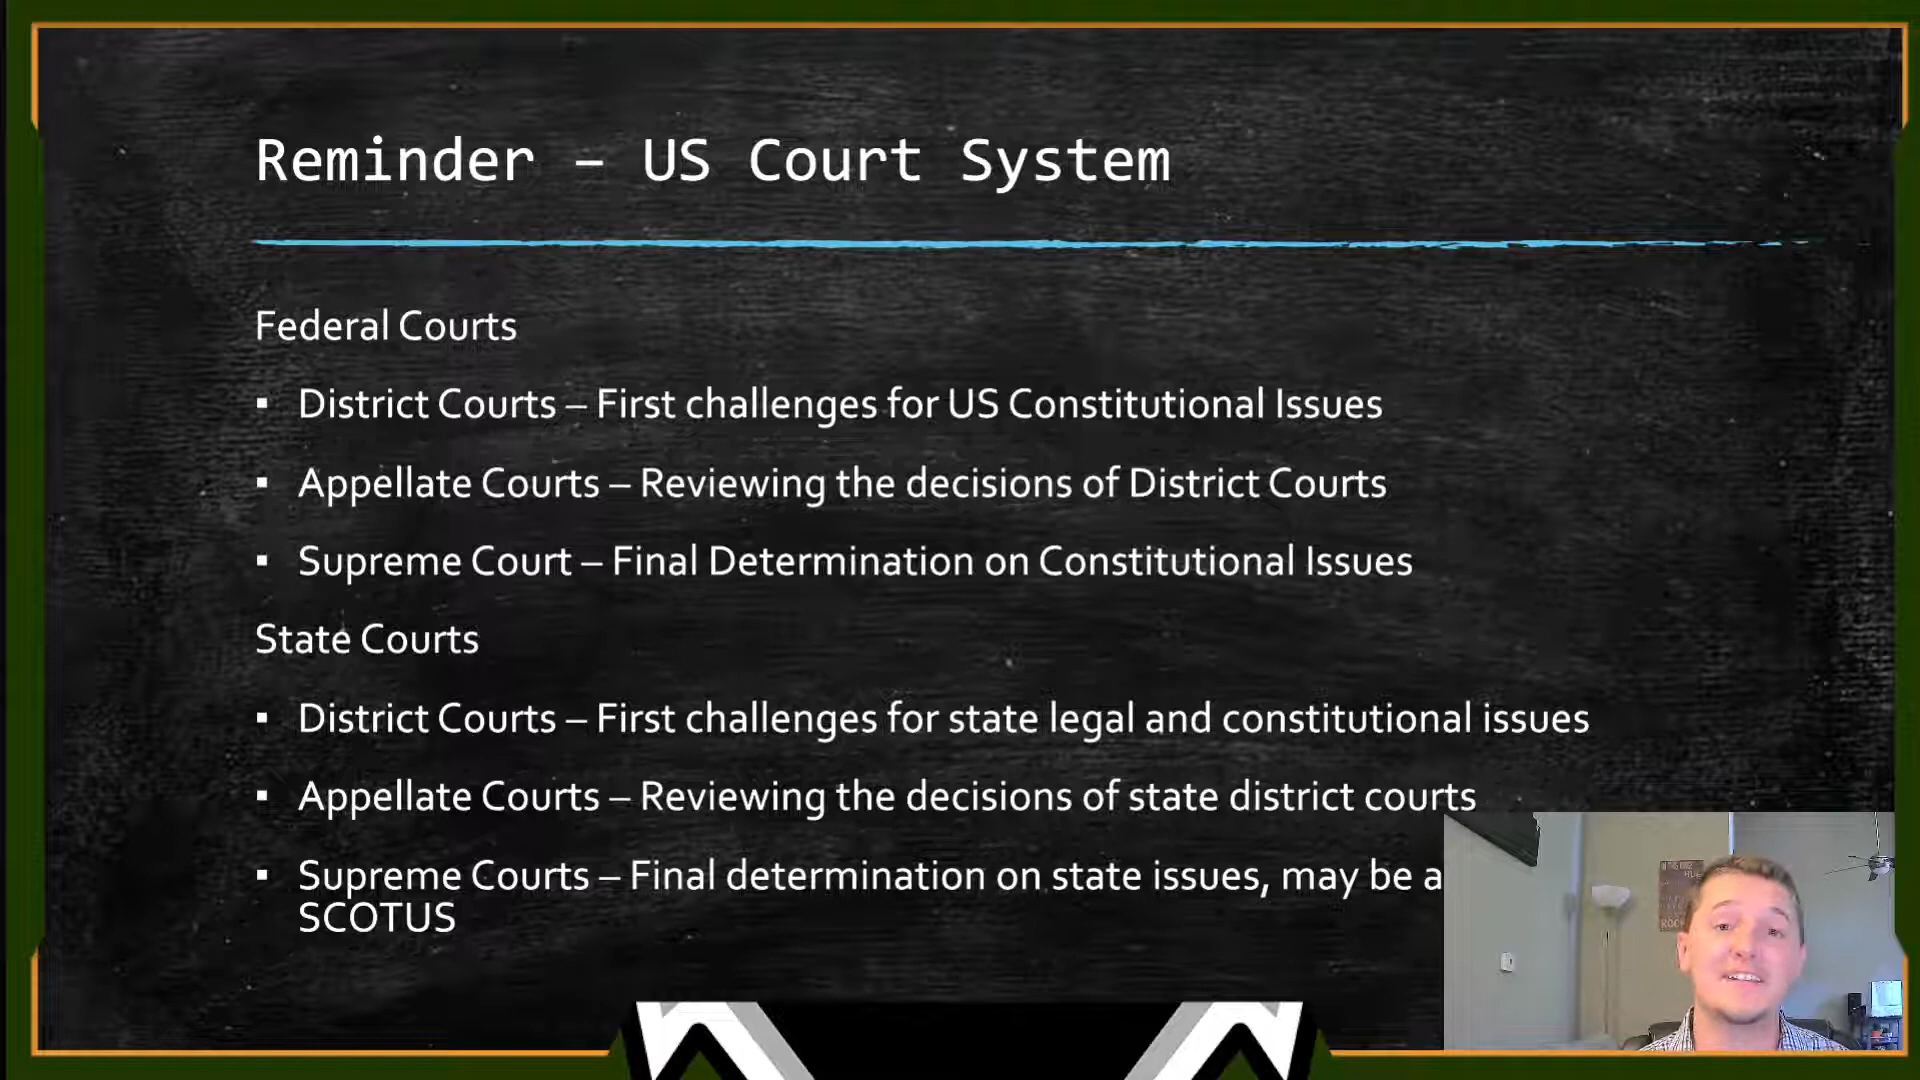 Reminder – US Court System
Federal Courts
▪ District Courts – First challenges for US Constitutional Issues
▪ Appellate Courts – Reviewing the decisions of District Courts
▪ Supreme Court – Final Determination on Constitutional Issues
State Courts
▪ District Courts – First challenges for state legal and constitutional issues
▪ Appellate Courts – Reviewing the decisions of state district courts
▪ Supreme Courts – Final determination on state issues, may be a
SCOTUS